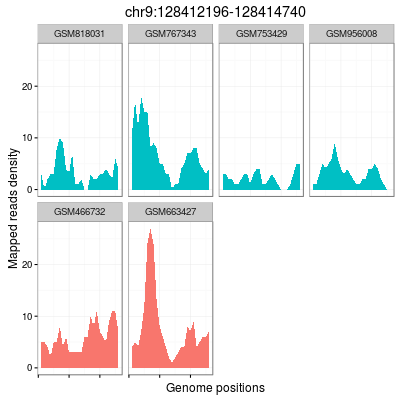 chr9:128412196-128414740
GSM818031 GSM767343 GSM753429 GSM956008
20
10
0
Mapped reads density
GSM466732 GSM663427
20
10
0
Genome positions